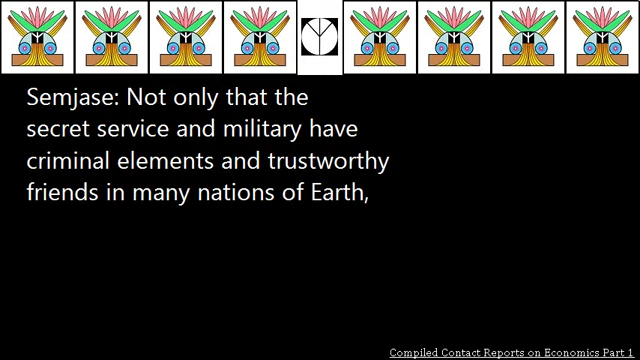 Semjase: Not only that the
secret service and military have
criminal elements and trustworthy
friends in many nations of Earth,
Compiled Contact Reports on Economics Part 1